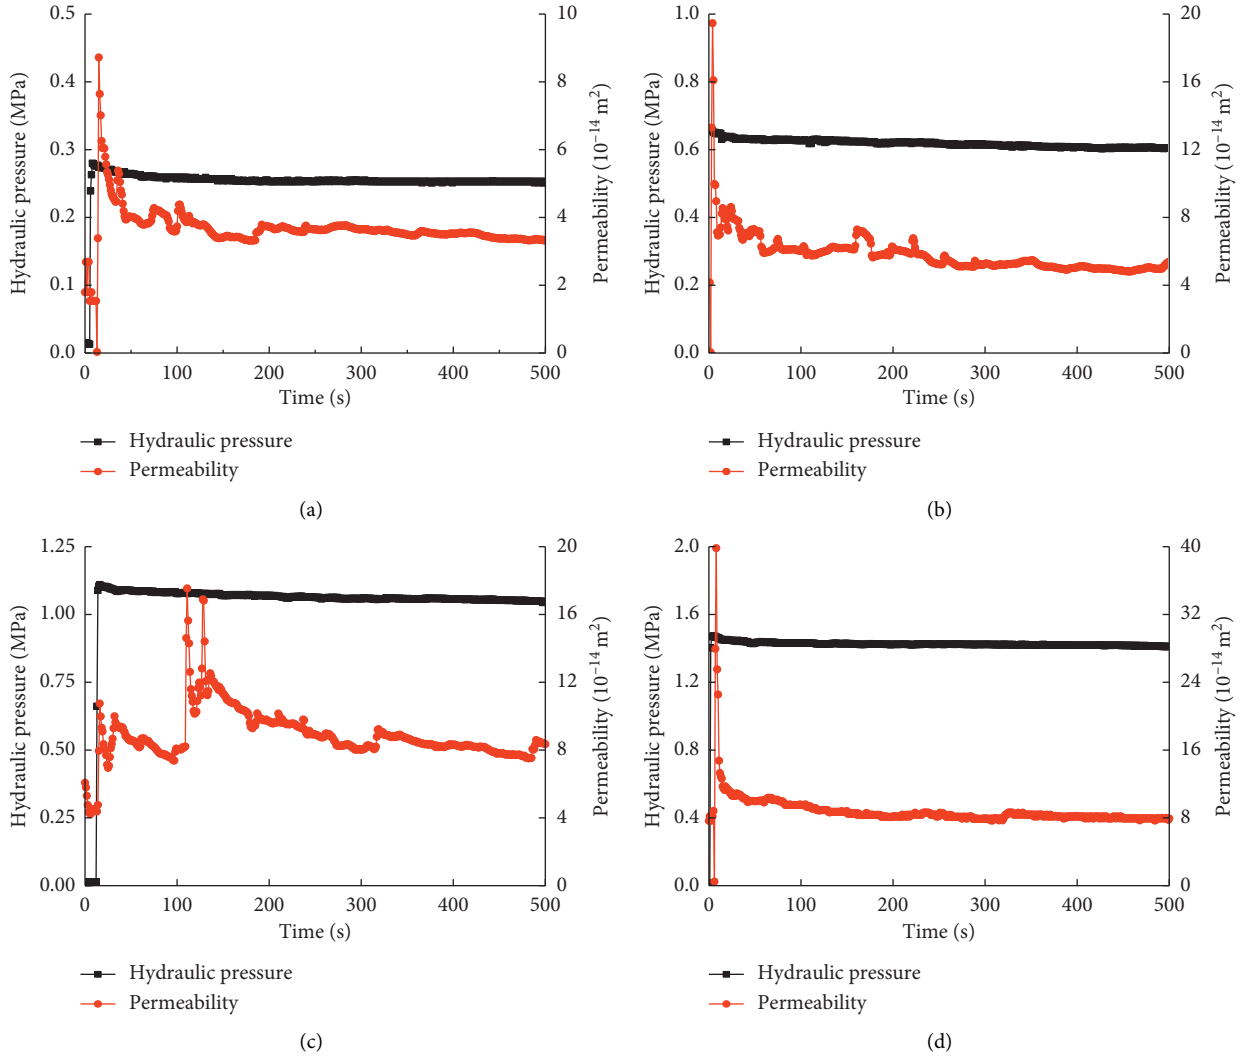 0.5
0.4
0.3
0.2
0.1
0.0
Hydraulic pressure (MPa)
10
8
6
4
2
0
Permeability (10⁻¹⁴ m²)
0 100 200 300 400 500
Time (s)
Hydraulic pressure
Permeability
(a)
1.0
0.8
0.6
0.4
0.2
0.0
Hydraulic pressure (MPa)
20
16
12
8
4
0
Permeability (10⁻¹⁴ m²)
0 100 200 300 400 500
Time (s)
Hydraulic pressure
Permeability
(b)
1.25
1.00
0.75
0.50
0.25
0.00
Hydraulic pressure (MPa)
20
16
12
8
4
0
Permeability (10⁻¹⁴ m²)
0 100 200 300 400 500
Time (s)
Hydraulic pressure
Permeability
(c)
2.0
1.6
1.2
0.8
0.4
0.0
Hydraulic pressure (MPa)
40
32
24
16
8
0
Permeability (10⁻¹⁴ m²)
0 100 200 300 400 500
Time (s)
Hydraulic pressure
Permeability
(d)